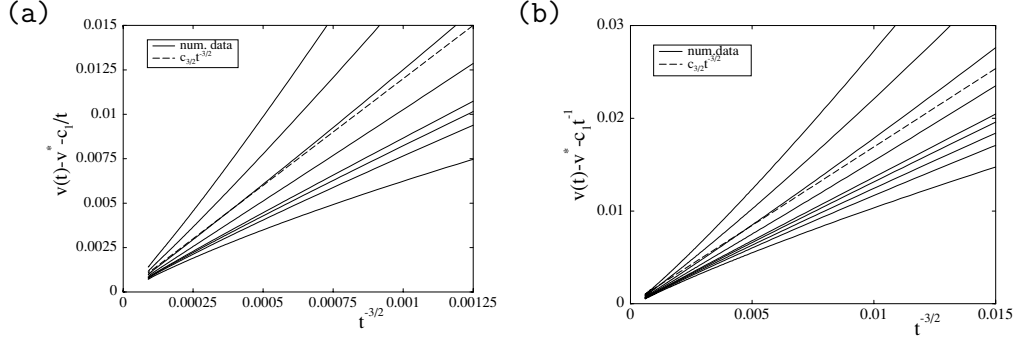 (a)
0.015
0.0125
0.01
0.0075
0.005
0.0025
0
v(t)-v* -c₁/t
num. data
c₃/₂t⁻³/²
0
0.00025
0.0005
0.00075
0.001
0.00125
t⁻³/²
(b)
0.03
0.02
0.01
0
v(t)-v* -c₁t⁻¹
num.data
c₃/₂t⁻³/²
0
0.005
0.01
0.015
t⁻³/²